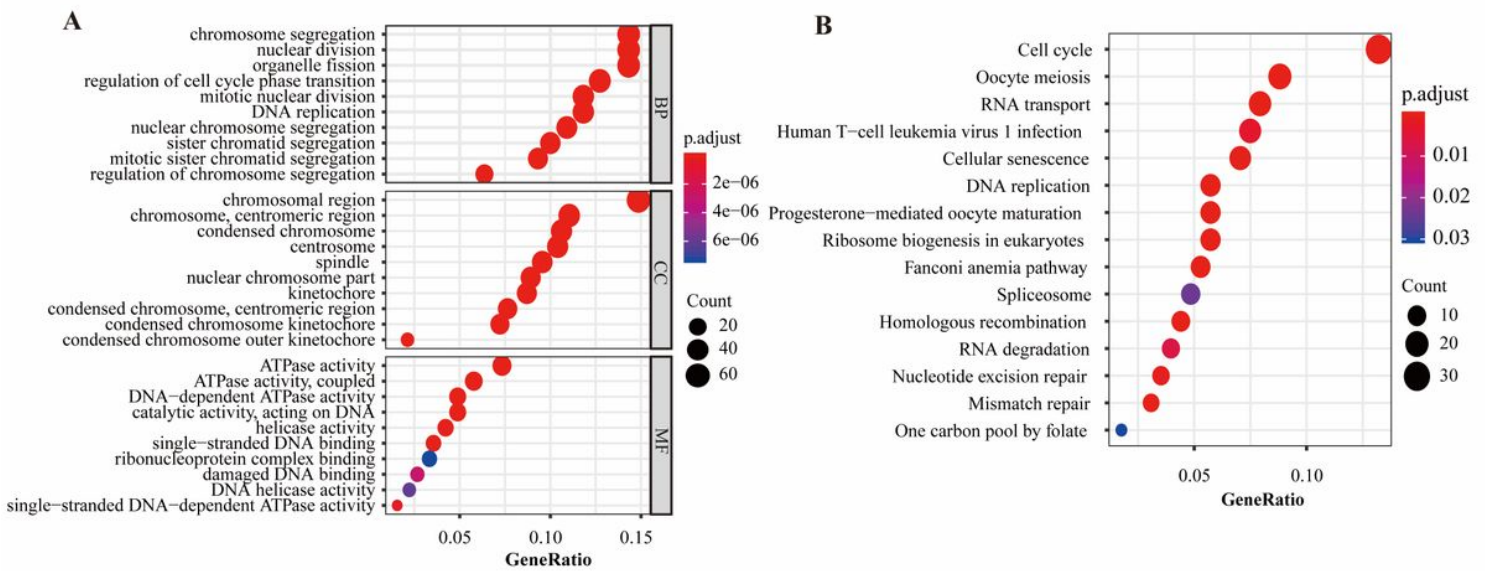 A
chromosome segregation
nuclear division
organelle fission
regulation of cell cycle phase transition
mitotic nuclear division
DNA replication
nuclear chromosome segregation
sister chromatid segregation
mitotic sister chromatid segregation
regulation of chromosome segregation
BP
chromosomal region
chromosome, centromeric region
condensed chromosome
centrosome
spindle
nuclear chromosome part
kinetochore
condensed chromosome, centromeric region
condensed chromosome kinetochore
condensed chromosome outer kinetochore
CC
ATPase activity
ATPase activity, coupled
DNA−dependent ATPase activity
catalytic activity, acting on DNA
helicase activity
single−stranded DNA binding
ribonucleoprotein complex binding
damaged DNA binding
DNA helicase activity
single−stranded DNA−dependent ATPase activity
MF
0.05 0.10 0.15
GeneRatio
p.adjust
2e−06
4e−06
6e−06
Count
20
40
60
B
Cell cycle
Oocyte meiosis
RNA transport
Human T−cell leukemia virus 1 infection
Cellular senescence
DNA replication
Progesterone−mediated oocyte maturation
Ribosome biogenesis in eukaryotes
Fanconi anemia pathway
Spliceosome
Homologous recombination
RNA degradation
Nucleotide excision repair
Mismatch repair
One carbon pool by folate
0.05 0.10
GeneRatio
p.adjust
0.01
0.02
0.03
Count
10
20
30